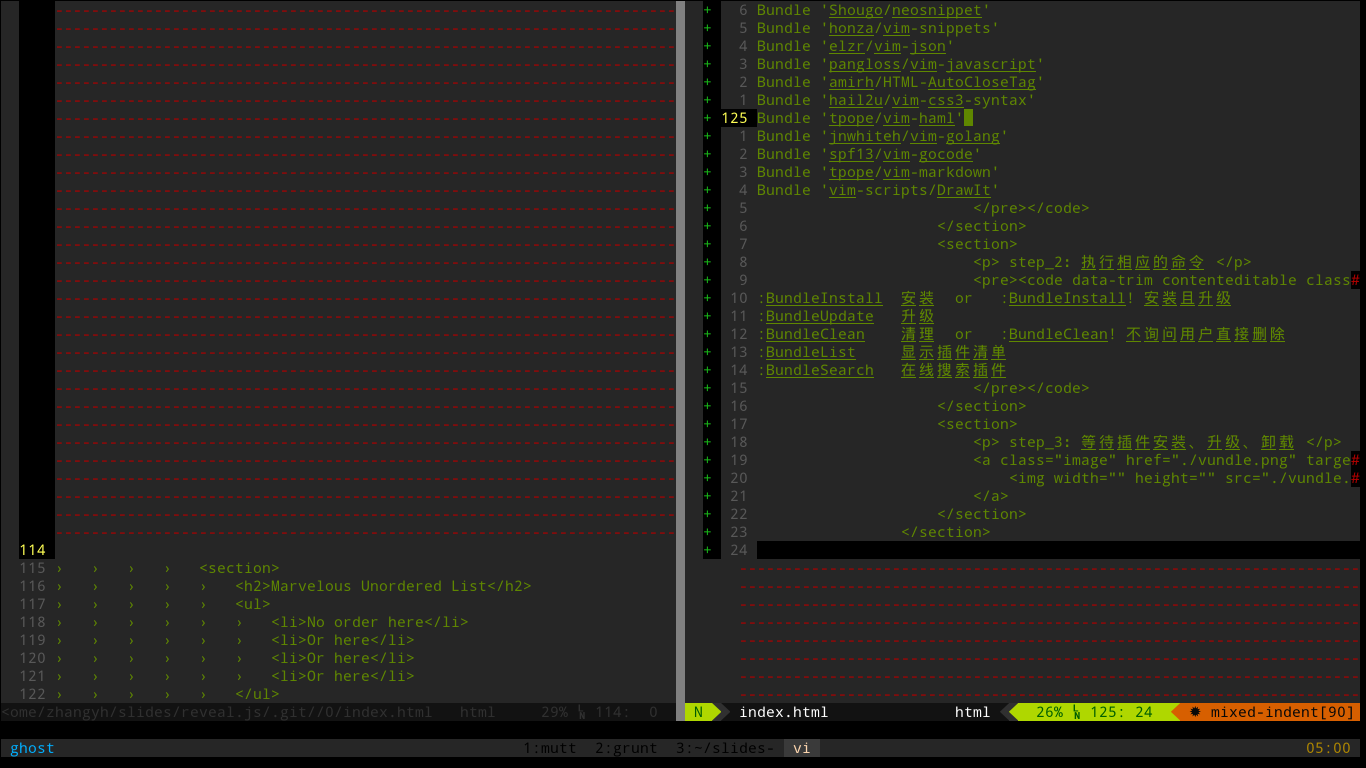 114
115 › › › › <section>
116 › › › › › <h2>Marvelous Unordered List</h2>
117 › › › › › <ul>
118 › › › › › › <li>No order here</li>
119 › › › › › › <li>Or here</li>
120 › › › › › › <li>Or here</li>
121 › › › › › › <li>Or here</li>
122 › › › › › </ul>
<ome/zhangyh/slides/reveal.js/.git//0/index.html html 29% ␤ 114: 0
+ 6 Bundle 'Shougo/neosnippet'
+ 5 Bundle 'honza/vim-snippets'
+ 4 Bundle 'elzr/vim-json'
+ 3 Bundle 'pangloss/vim-javascript'
+ 2 Bundle 'amirh/HTML-AutoCloseTag'
+ 1 Bundle 'hail2u/vim-css3-syntax'
+ 125 Bundle 'tpope/vim-haml'
+ 1 Bundle 'jnwhiteh/vim-golang'
+ 2 Bundle 'spf13/vim-gocode'
+ 3 Bundle 'tpope/vim-markdown'
+ 4 Bundle 'vim-scripts/DrawIt'
+ 5 </pre></code>
+ 6 </section>
+ 7 <section>
+ 8 <p> step_2: 执行相应的命令 </p>
+ 9 <pre><code data-trim contenteditable class#
+ 10 :BundleInstall 安装 or :BundleInstall! 安装且升级
+ 11 :BundleUpdate 升级
+ 12 :BundleClean 清理 or :BundleClean! 不询问用户直接删除
+ 13 :BundleList 显示插件清单
+ 14 :BundleSearch 在线搜索插件
+ 15 </pre></code>
+ 16 </section>
+ 17 <section>
+ 18 <p> step_3: 等待插件安装、升级、卸载 </p>
+ 19 <a class="image" href="./vundle.png" targe#
+ 20 <img width="" height="" src="./vundle.#
+ 21 </a>
+ 22 </section>
+ 23 </section>
+ 24
N index.html html 26% ␤ 125: 24 ✹ mixed-indent[90]
ghost 1:mutt 2:grunt 3:~/slides- vi 05:00